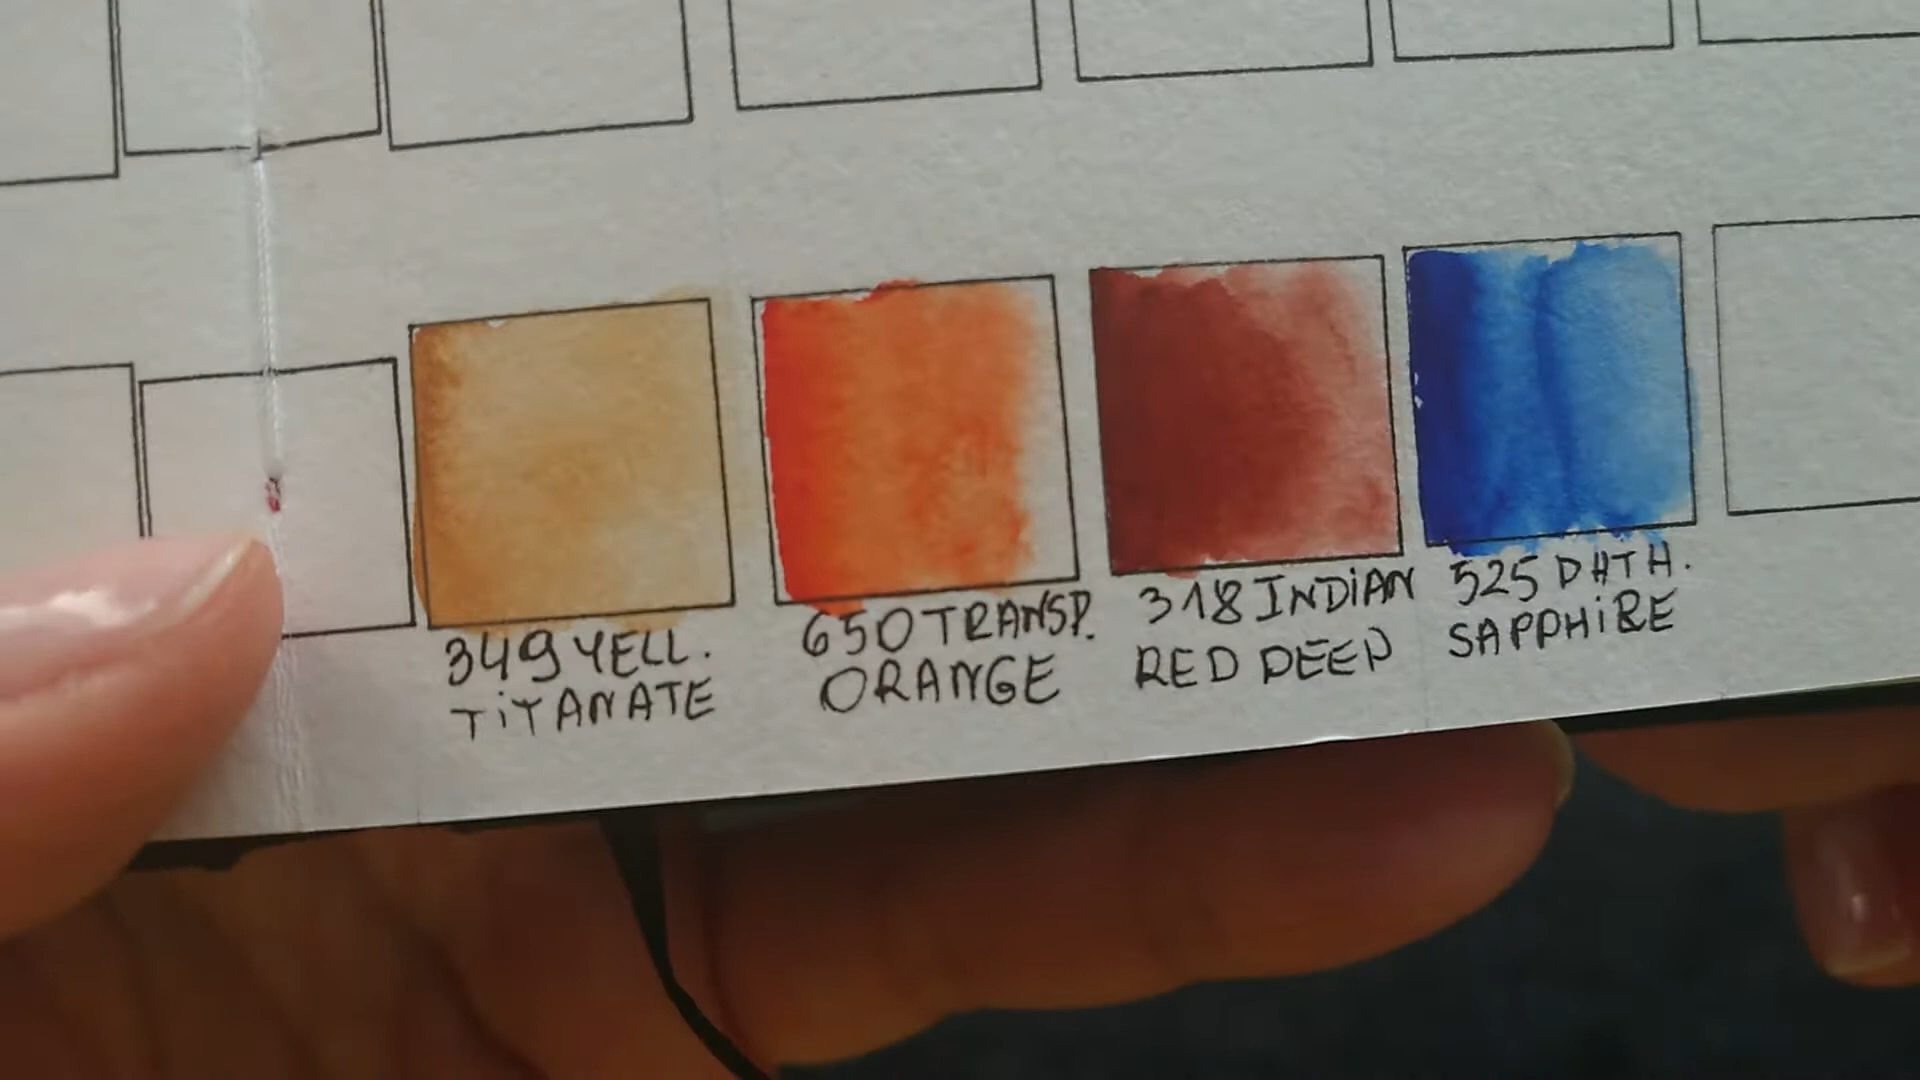 349 YELL.
TiTANATE
650 TRANSP.
ORANGE
318 INDiAN
RED DEEP
525 PHTH.
SAPPHiRE